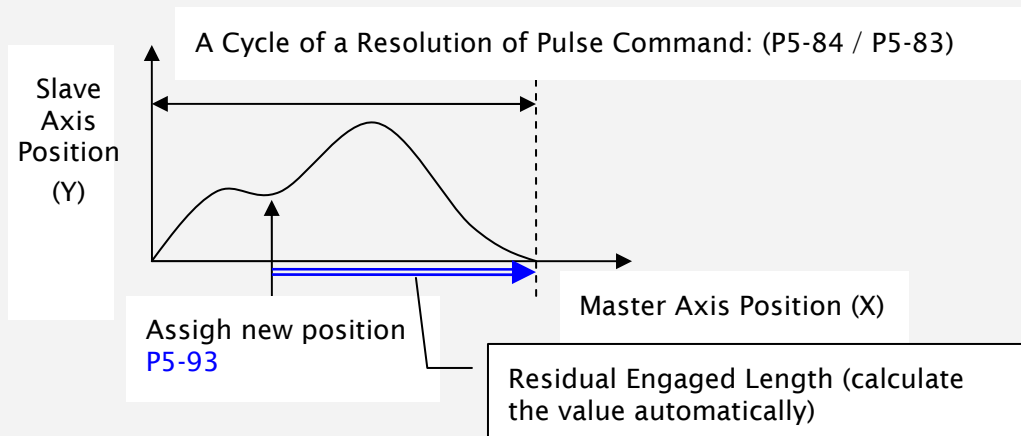 A Cycle of a Resolution of Pulse Command: (P5-84 / P5-83)
Slave
Axis
Position
(Y)
Master Axis Position (X)
Assigh new position
P5-93
Residual Engaged Length (calculate
the value automatically)